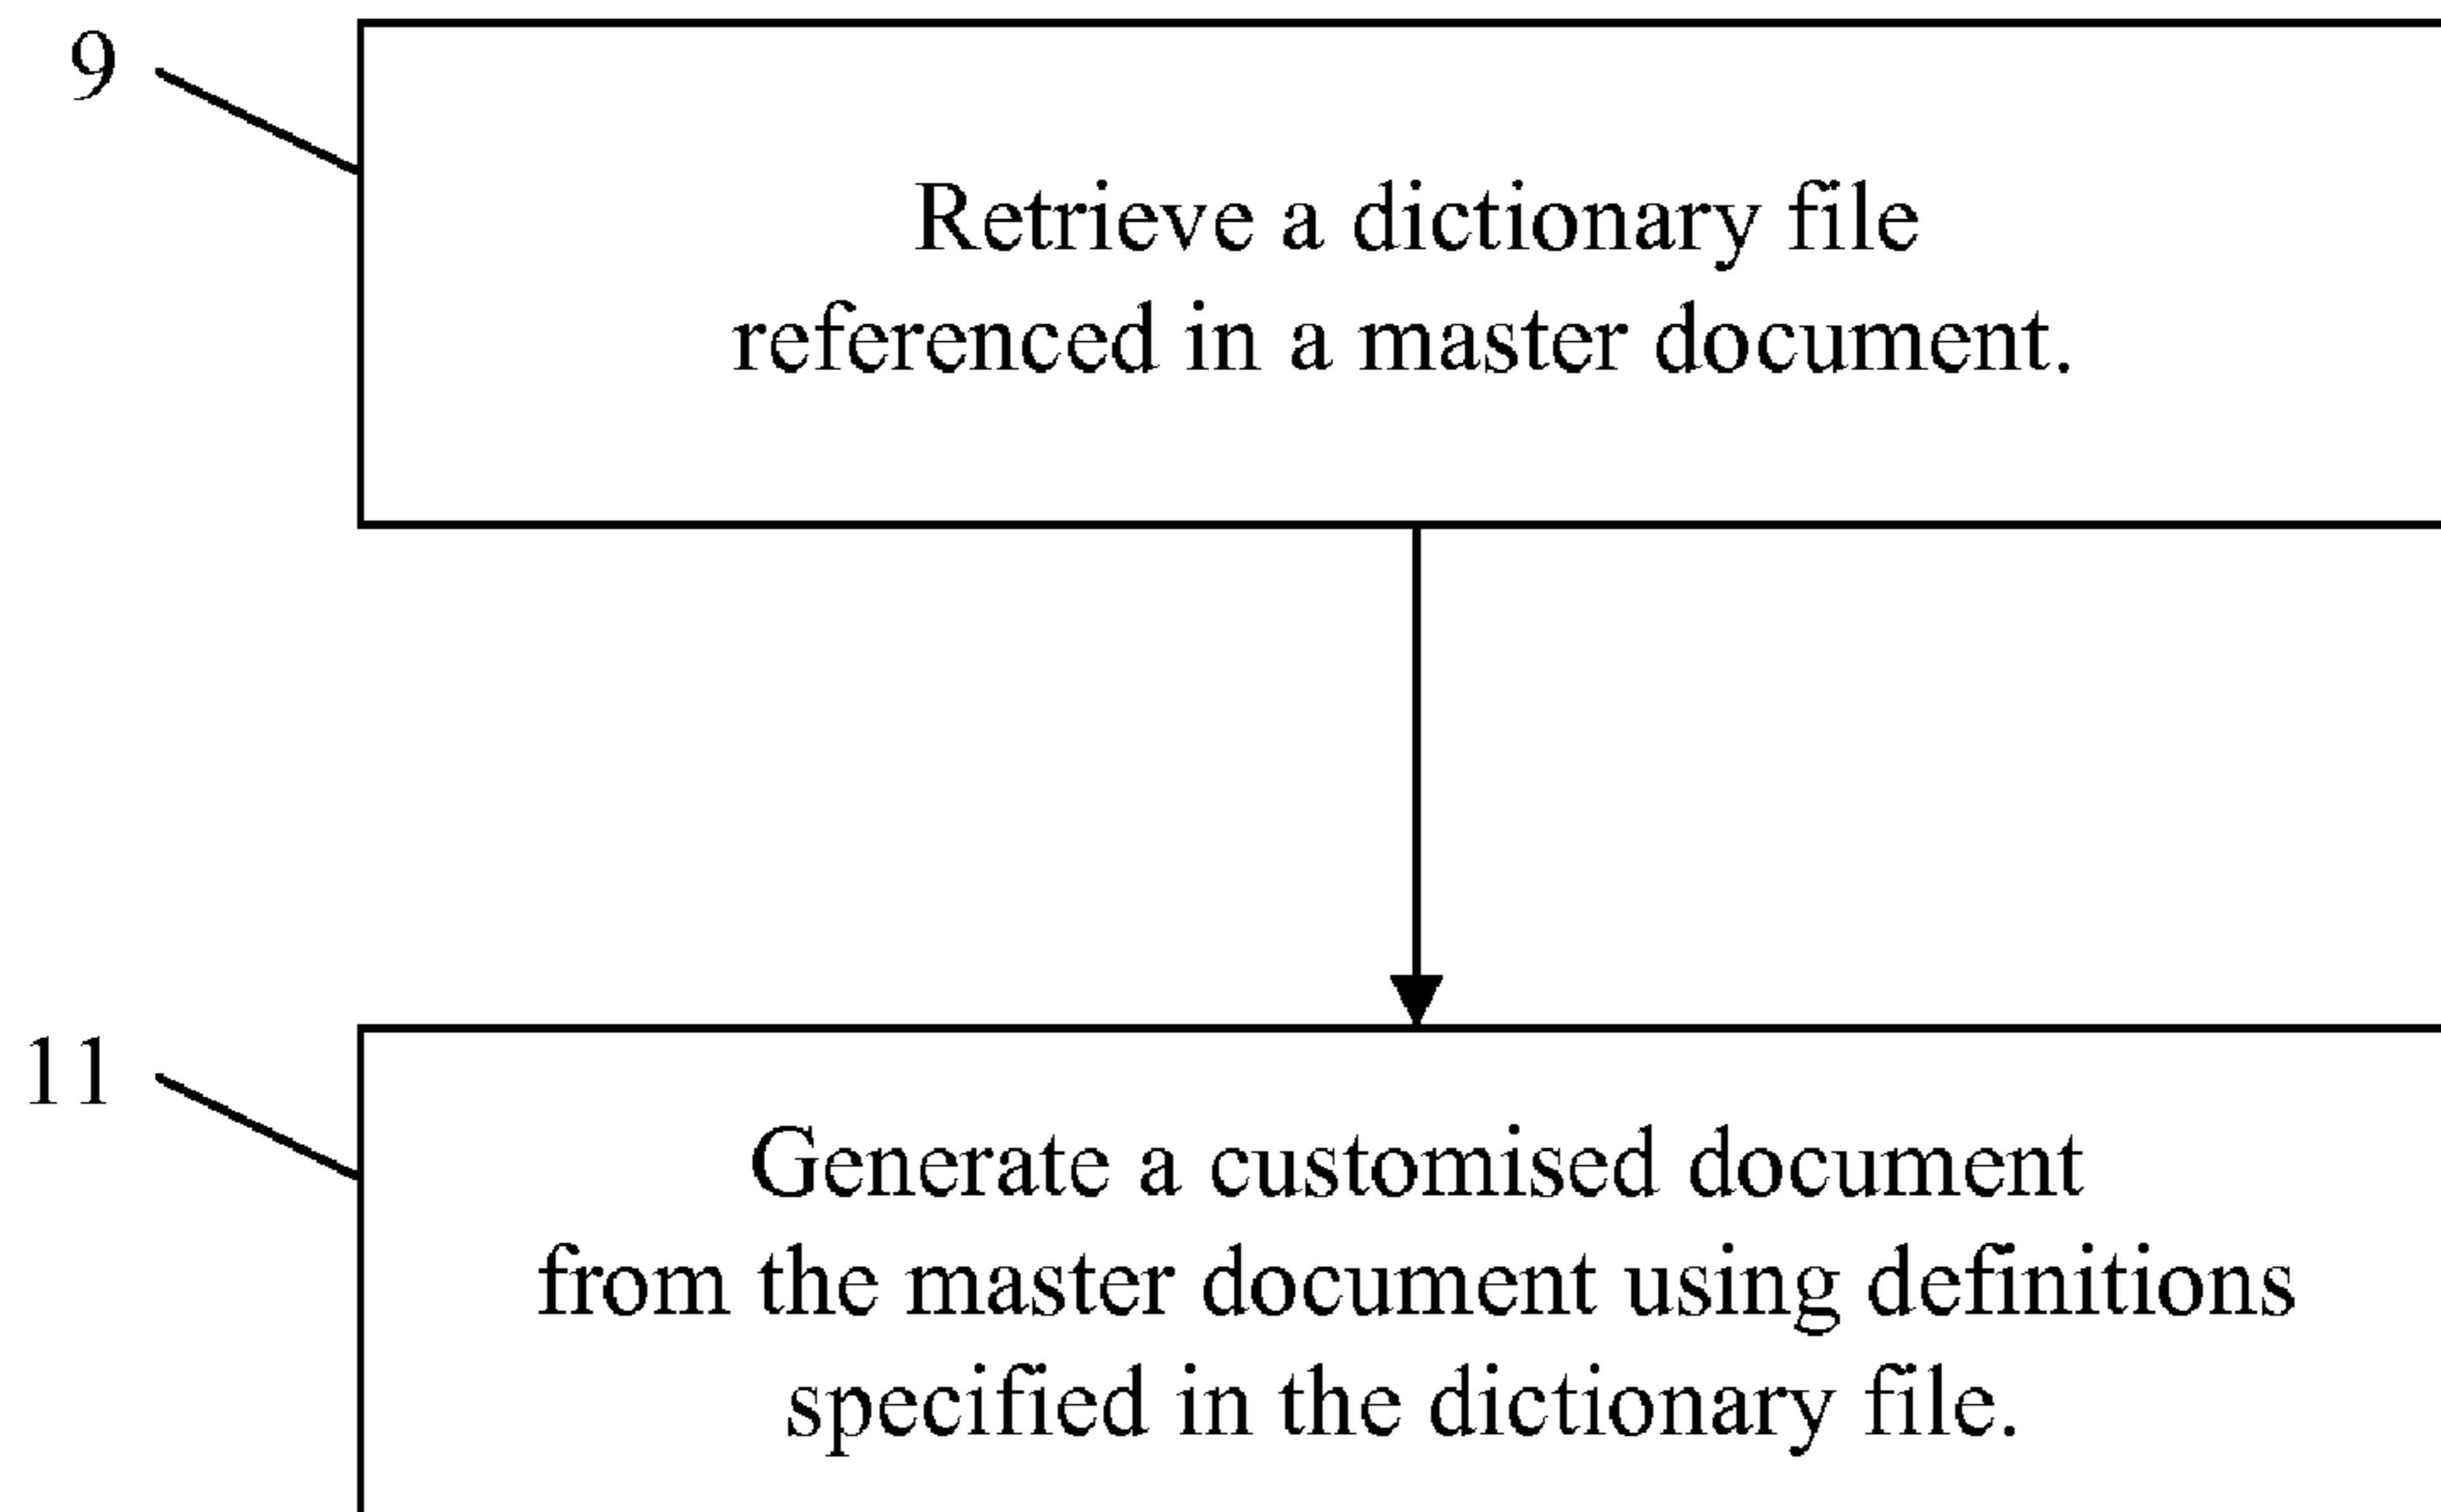 9
Retrieve a dictionary file
referenced in a master document.
11
Generate a customised document
from the master document using definitions
specified in the dictionary file.